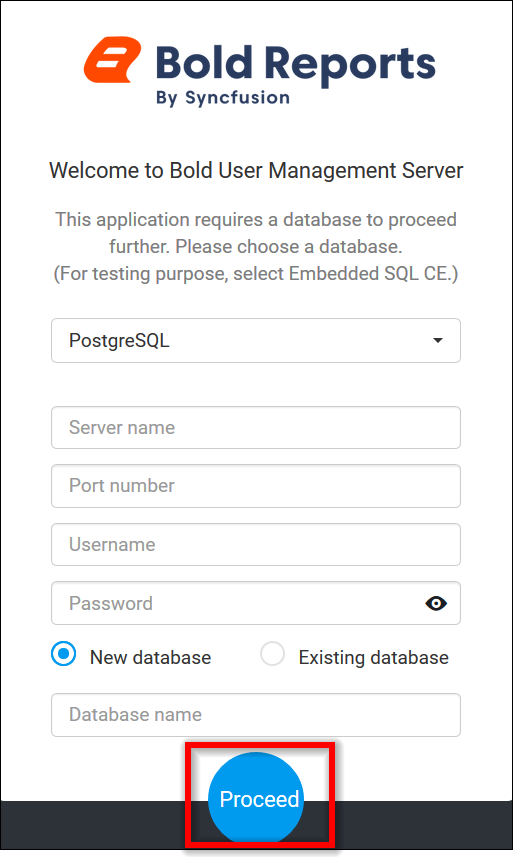 Bold Reports
By Syncfusion
Welcome to Bold User Management Server
This application requires a database to proceed
further. Please choose a database.
(For testing purpose, select Embedded SQL CE.)
PostgreSQL
Server name
Port number
Username
Password
New database Existing database
Database name
Proceed